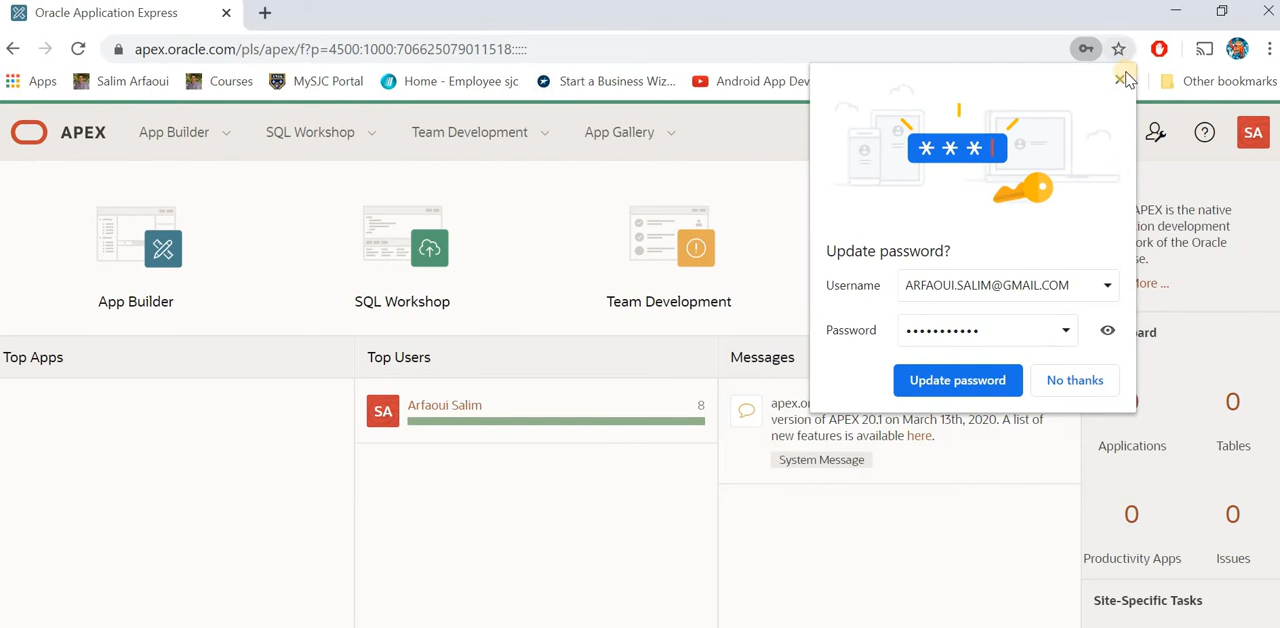 Oracle Application Express
apex.oracle.com/pls/apex/f?p=4500:1000:706625079011518:::::
Apps Salim Arfaoui Courses MySJC Portal Home - Employee sjc Start a Business Wiz... Android App Dev Other bookmarks
APEX App Builder SQL Workshop Team Development App Gallery SA
* * *
Update password?
Username ARFAOUI.SALIM@GMAIL.COM
Password •••••••••••
Update password No thanks
App Builder SQL Workshop Team Development
APEX is the native
ion development
ork of the Oracle
se.
More ...
Top Apps Top Users Messages
SA Arfaoui Salim 8
apex.or
version of APEX 20.1 on March 13th, 2020. A list of
new features is available here.
System Message
ard
0
Applications Tables
0 0
Productivity Apps Issues
Site-Specific Tasks